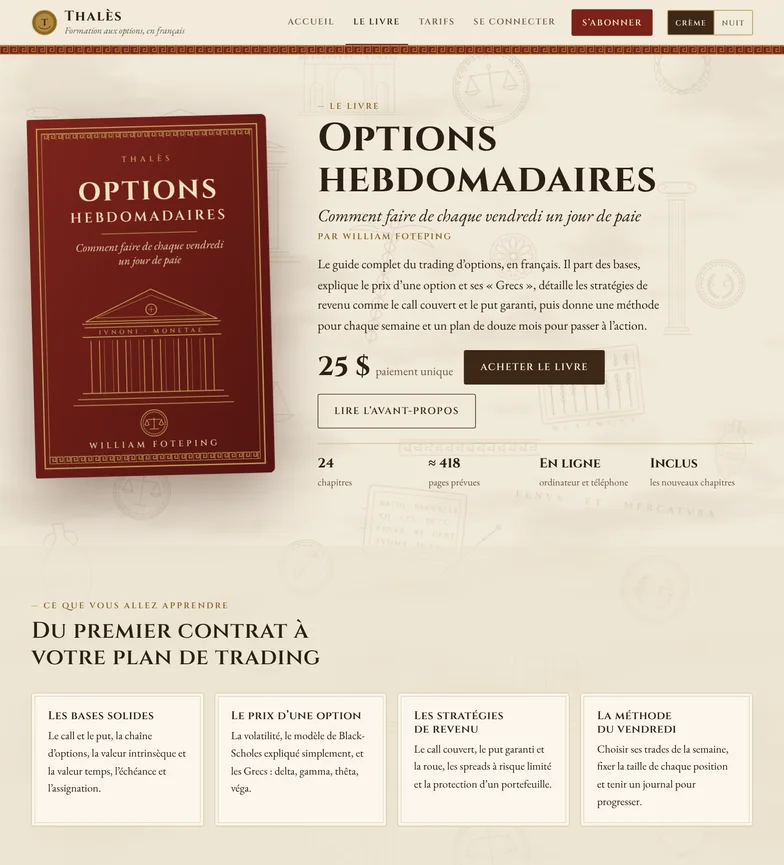 T
THALÈS
Formation aux options, en français
ACCUEIL
LE LIVRE
TARIFS
SE CONNECTER
S’ABONNER
CRÈME
NUIT
THALÈS
OPTIONS
HEBDOMADAIRES
Comment faire de chaque vendredi
un jour de paie
IVNONI · MONETAE
WILLIAM FOTEPING
— LE LIVRE
OPTIONS
HEBDOMADAIRES
Comment faire de chaque vendredi un jour de paie
PAR WILLIAM FOTEPING
Le guide complet du trading d’options, en français. Il part des bases,
explique le prix d’une option et ses « Grecs », détaille les stratégies de
revenu comme le call couvert et le put garanti, puis donne une méthode
pour chaque semaine et un plan de douze mois pour passer à l’action.
25 $ paiement unique
ACHETER LE LIVRE
LIRE L’AVANT-PROPOS
24
chapitres
≈ 418
pages prévues
EN LIGNE
ordinateur et téléphone
INCLUS
les nouveaux chapitres
ET MERCATVRA
— CE QUE VOUS ALLEZ APPRENDRE
DU PREMIER CONTRAT À
VOTRE PLAN DE TRADING
LES BASES SOLIDES
Le call et le put, la chaîne
d’options, la valeur intrinsèque et
la valeur temps, l’échéance et
l’assignation.
LE PRIX D’UNE OPTION
La volatilité, le modèle de Black-
Scholes expliqué simplement, et
les Grecs : delta, gamma, thêta,
véga.
LES STRATÉGIES
DE REVENU
Le call couvert, le put garanti et
la roue, les spreads à risque limité
et la protection d’un portefeuille.
LA MÉTHODE
DU VENDREDI
Choisir ses trades de la semaine,
fixer la taille de chaque position
et tenir un journal pour
progresser.